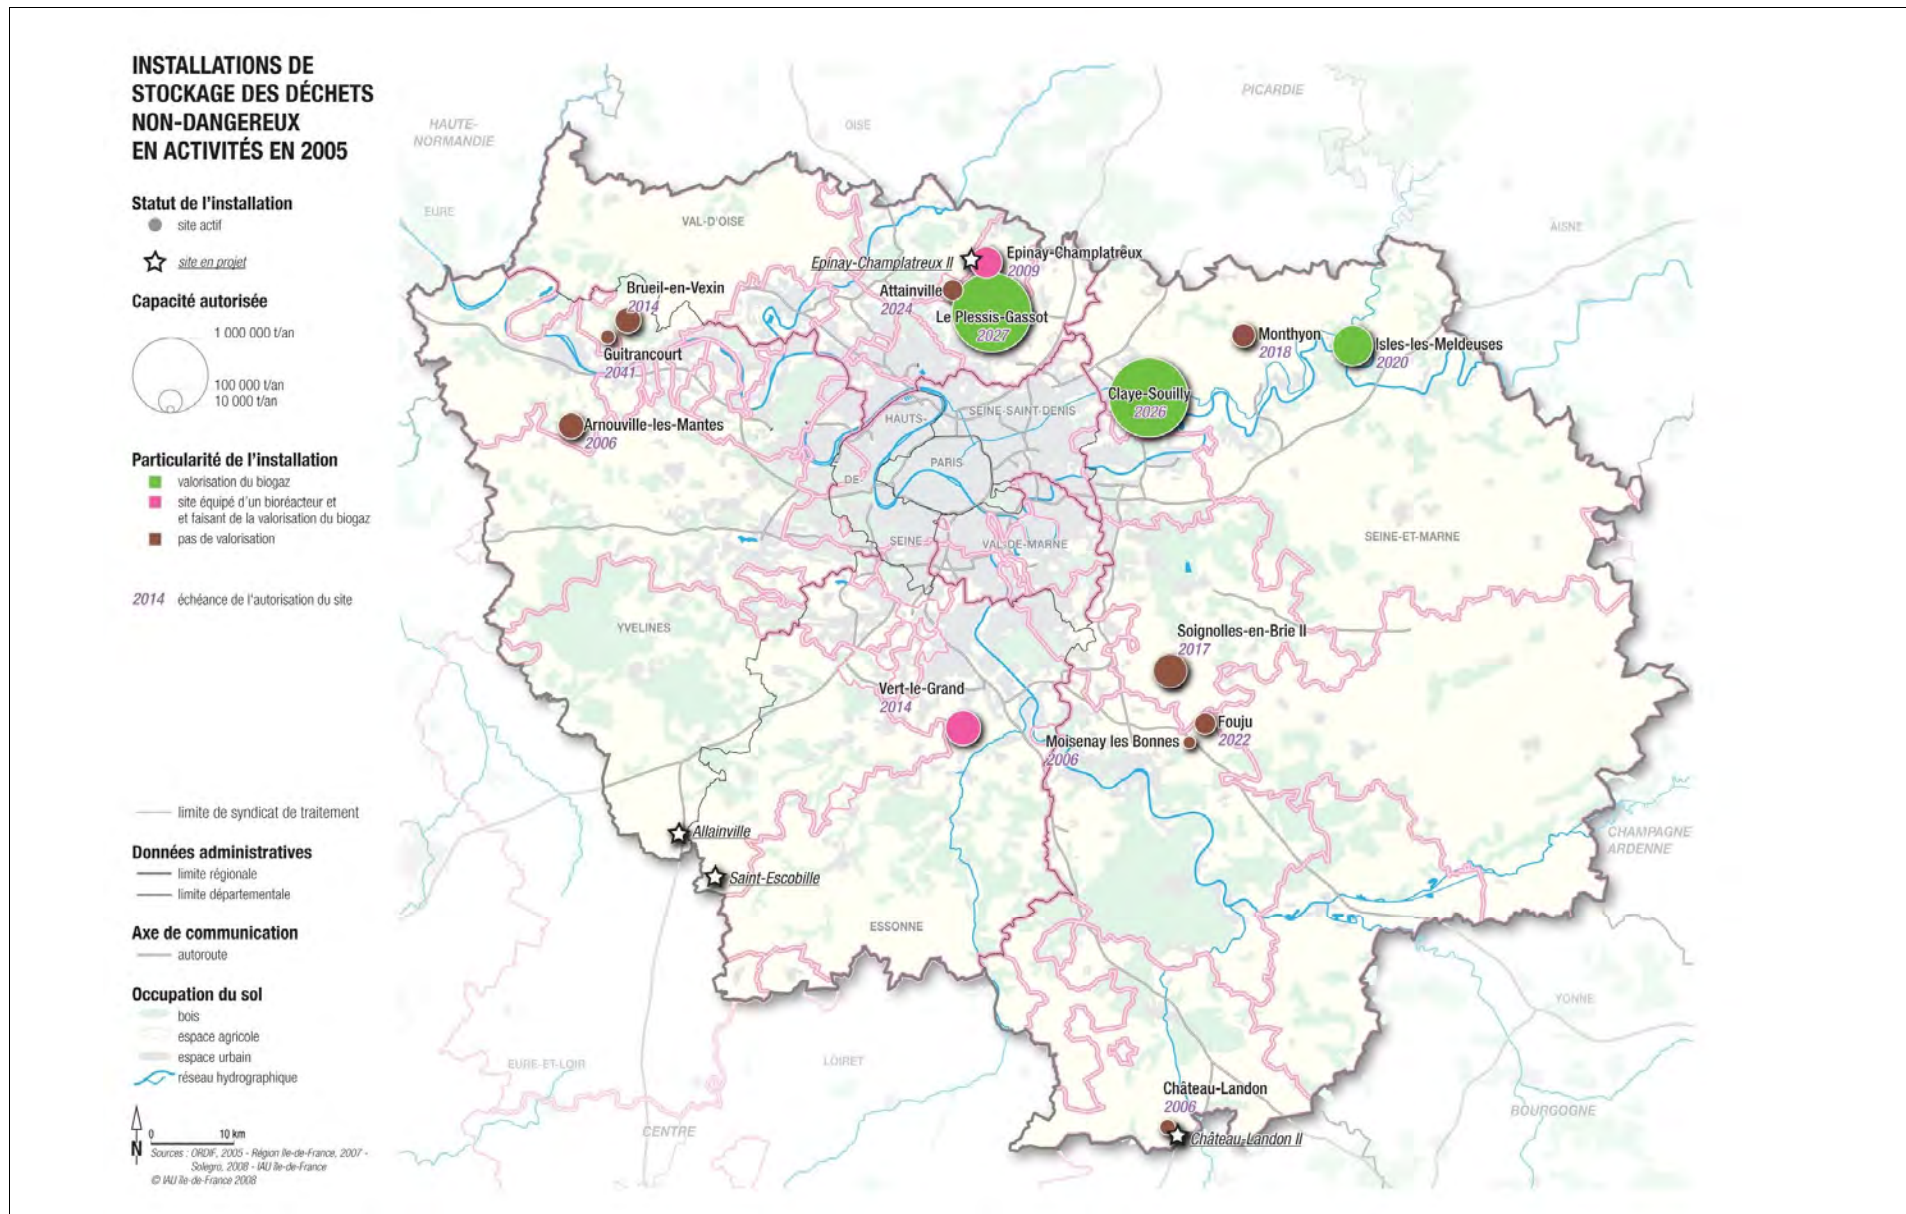 INSTALLATIONS DE
STOCKAGE DES DÉCHETS
NON-DANGEREUX
EN ACTIVITÉS EN 2005
Statut de l'installation
site actif
site en projet
Capacité autorisée
1 000 000 t/an
100 000 t/an
10 000 t/an
Particularité de l'installation
valorisation du biogaz
site équipé d'un bioréacteur et
et faisant de la valorisation du biogaz
pas de valorisation
2014 échéance de l'autorisation du site
limite de syndicat de traitement
Données administratives
limite régionale
limite départementale
Axe de communication
autoroute
Occupation du sol
bois
espace agricole
espace urbain
réseau hydrographique
0 10 km
N
Sources : ORDIF, 2005 - Région Île-de-France, 2007 -
Solegro, 2008 - IAU île-de-France
© IAU île-de-France 2008
HAUTE-
NORMANDIE
OISE
PICARDIE
EURE
AISNE
VAL-D'OISE
Epinay-Champlatreux II
Epinay-Champlatreux
2009
Attainville
2024
Le Plessis-Gassot
2027
Brueil-en-Vexin
2014
Guitrancourt
2041
Monthyon
2018
Isles-les-Meldeuses
2020
Claye-Souilly
2026
Arnouville-les-Mantes
2006
HAUTS-
DE-
SEINE
SEINE-SAINT-DENIS
PARIS
VAL-DE-MARNE
SEINE-ET-MARNE
YVELINES
Soignolles-en-Brie II
2017
Vert-le-Grand
2014
Fouju
2022
Moisenay les Bonnes
2006
Allainville
Saint-Escobille
CHAMPAGNE
ARDENNE
ESSONNE
YONNE
EURE-ET-LOIR
LOIRET
CENTRE
BOURGOGNE
Château-Landon
2006
Château-Landon II